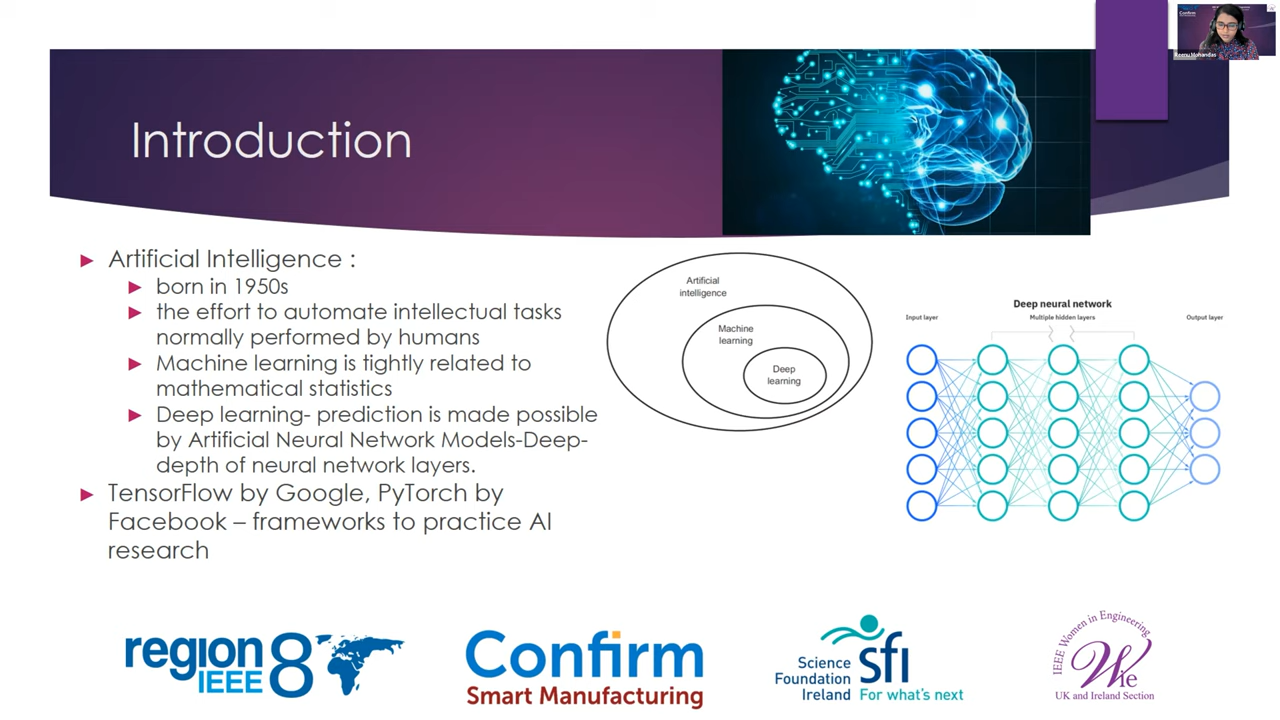 Confirm
Reenu Mohandas
Introduction
Artificial Intelligence :
born in 1950s
the effort to automate intellectual tasks
normally performed by humans
Machine learning is tightly related to
mathematical statistics
Deep learning- prediction is made possible
by Artificial Neural Network Models-Deep-
depth of neural network layers.
TensorFlow by Google, PyTorch by
Facebook – frameworks to practice AI
research
Artificial
intelligence
Machine
learning
Deep
learning
Deep neural network
Input layer
Multiple hidden layers
Output layer
region 8
IEEE
Confirm
Smart Manufacturing
Science
Foundation
Ireland
sfi
For what's next
IEEE Women in Engineering
WIE
UK and Ireland Section